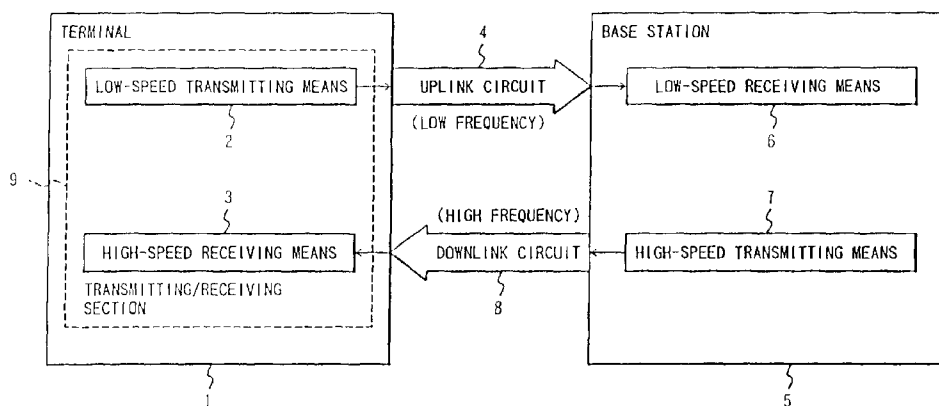 TERMINAL
LOW-SPEED TRANSMITTING MEANS
2
9
3
HIGH-SPEED RECEIVING MEANS
TRANSMITTING/RECEIVING
SECTION
1
4
UPLINK CIRCUIT
(LOW FREQUENCY)
(HIGH FREQUENCY)
DOWNLINK CIRCUIT
8
BASE STATION
LOW-SPEED RECEIVING MEANS
6
7
HIGH-SPEED TRANSMITTING MEANS
5